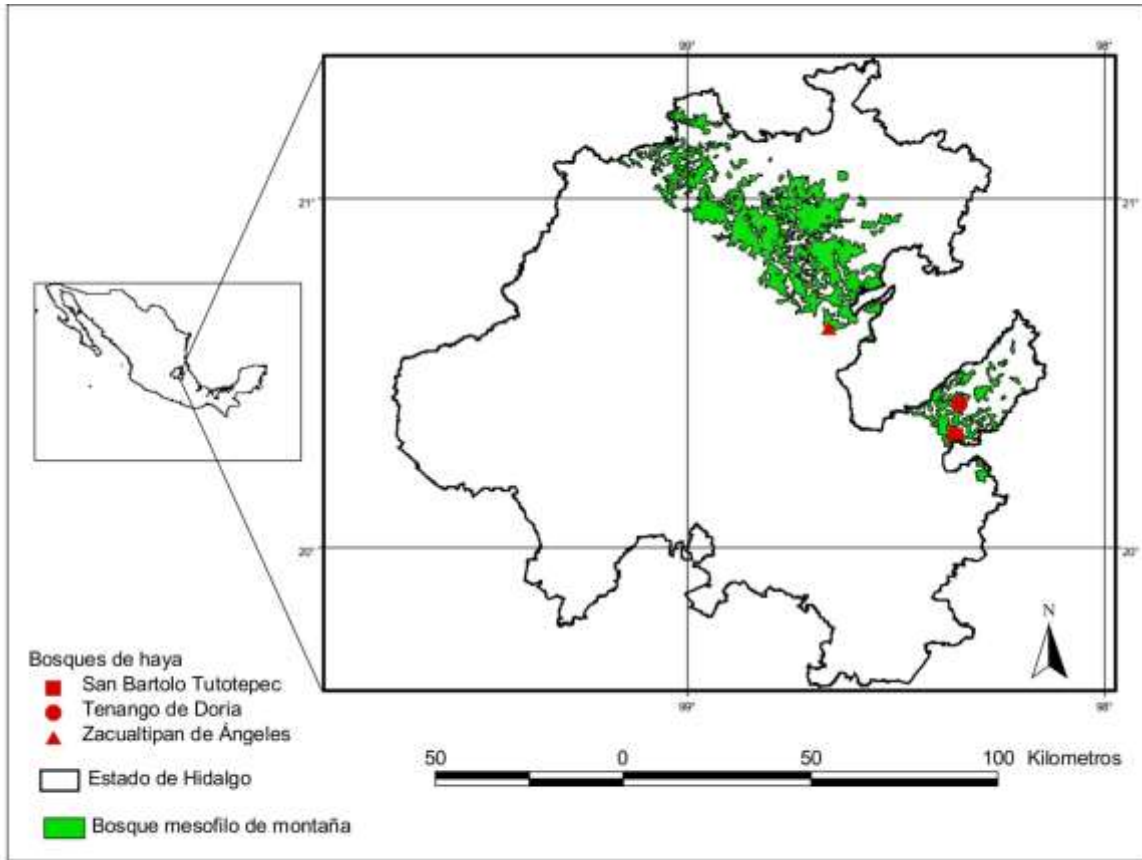 99° 98°
21° 21°
20° 20°
N
99° 98°
Bosques de haya
San Bartolo Tutotepec
Tenango de Doria
Zacualtipan de Ángeles
Estado de Hidalgo
Bosque mesofilo de montaña
50 0 50 100 Kilometros